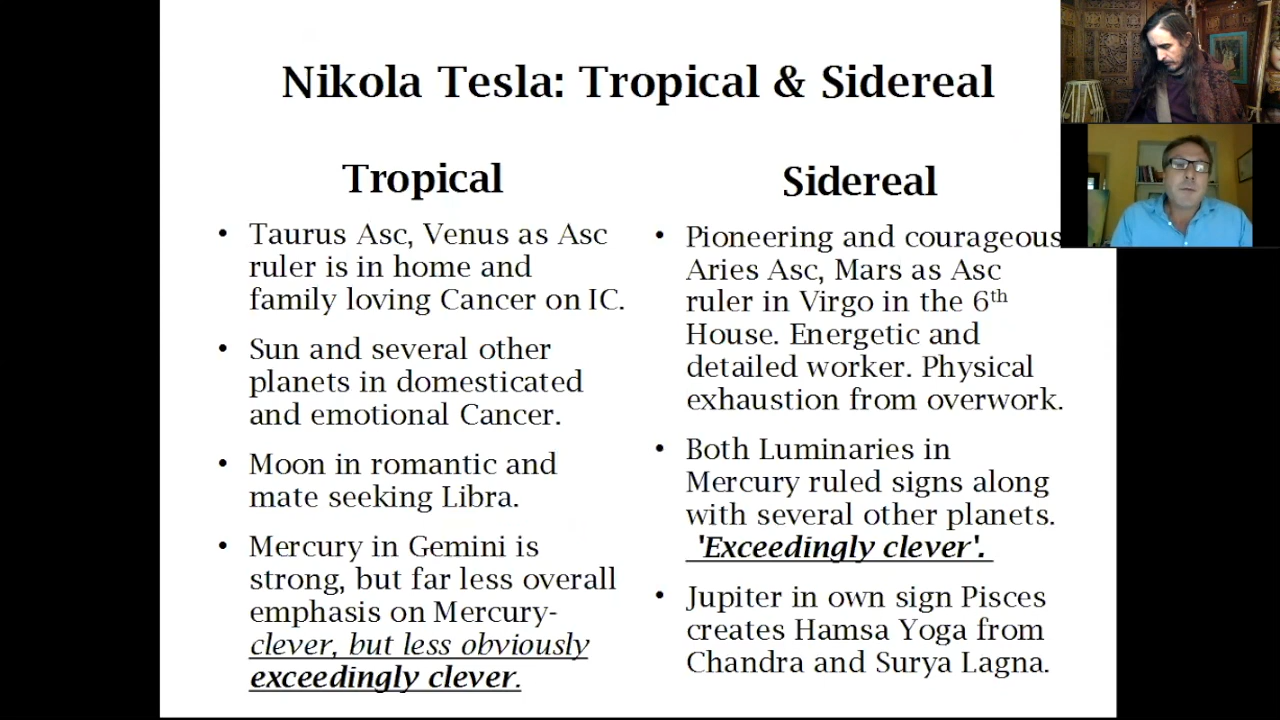 Nikola Tesla: Tropical & Sidereal
Tropical
• Taurus Asc, Venus as Asc
ruler is in home and
family loving Cancer on IC.
• Sun and several other
planets in domesticated
and emotional Cancer.
• Moon in romantic and
mate seeking Libra.
• Mercury in Gemini is
strong, but far less overall
emphasis on Mercury-
clever, but less obviously
exceedingly clever.
Sidereal
• Pioneering and courageous
Aries Asc, Mars as Asc
ruler in Virgo in the 6th
House. Energetic and
detailed worker. Physical
exhaustion from overwork.
• Both Luminaries in
Mercury ruled signs along
with several other planets.
'Exceedingly clever'.
• Jupiter in own sign Pisces
creates Hamsa Yoga from
Chandra and Surya Lagna.